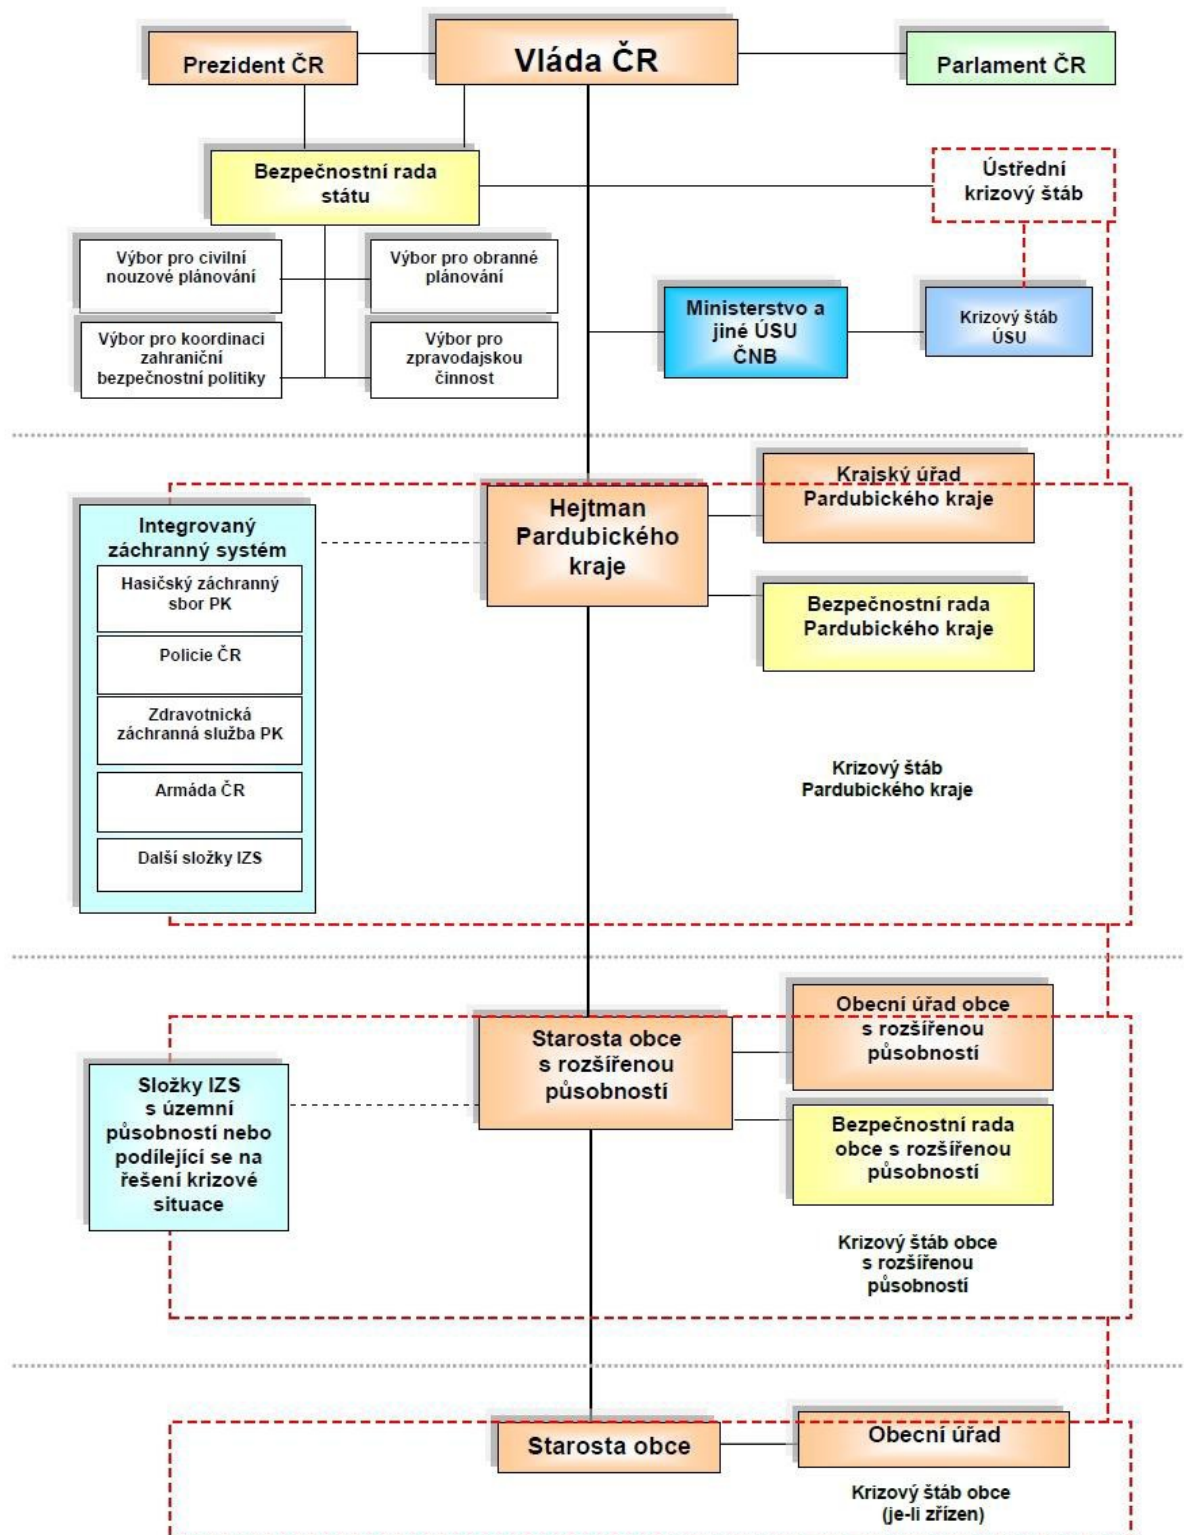 Prezident ČR
Vláda ČR
Parlament ČR
Bezpečnostní rada
státu
Ústřední
krizový štáb
Výbor pro civilní
nouzové plánování
Výbor pro obranné
plánování
Výbor pro koordinaci
zahraniční
bezpečnostní politiky
Výbor pro
zpravodajskou
činnost
Ministerstvo a
jiné ÚSU
ČNB
Krizový štáb
ÚSU
Integrovaný
záchranný systém
Hasičský záchranný
sbor PK
Policie ČR
Zdravotnická
záchranná služba PK
Armáda ČR
Další složky IZS
Hejtman
Pardubického
kraje
Krajský úřad
Pardubického kraje
Bezpečnostní rada
Pardubického kraje
Krizový štáb
Pardubického kraje
Složky IZS
s územní
působností nebo
podílející se na
řešení krizové
situace
Starosta obce
s rozšířenou
působností
Obecní úřad obce
s rozšířenou
působností
Bezpečnostní rada
obce s rozšířenou
působností
Krizový štáb obce
s rozšířenou
působností
Starosta obce
Obecní úřad
Krizový štáb obce
(je-li zřízen)